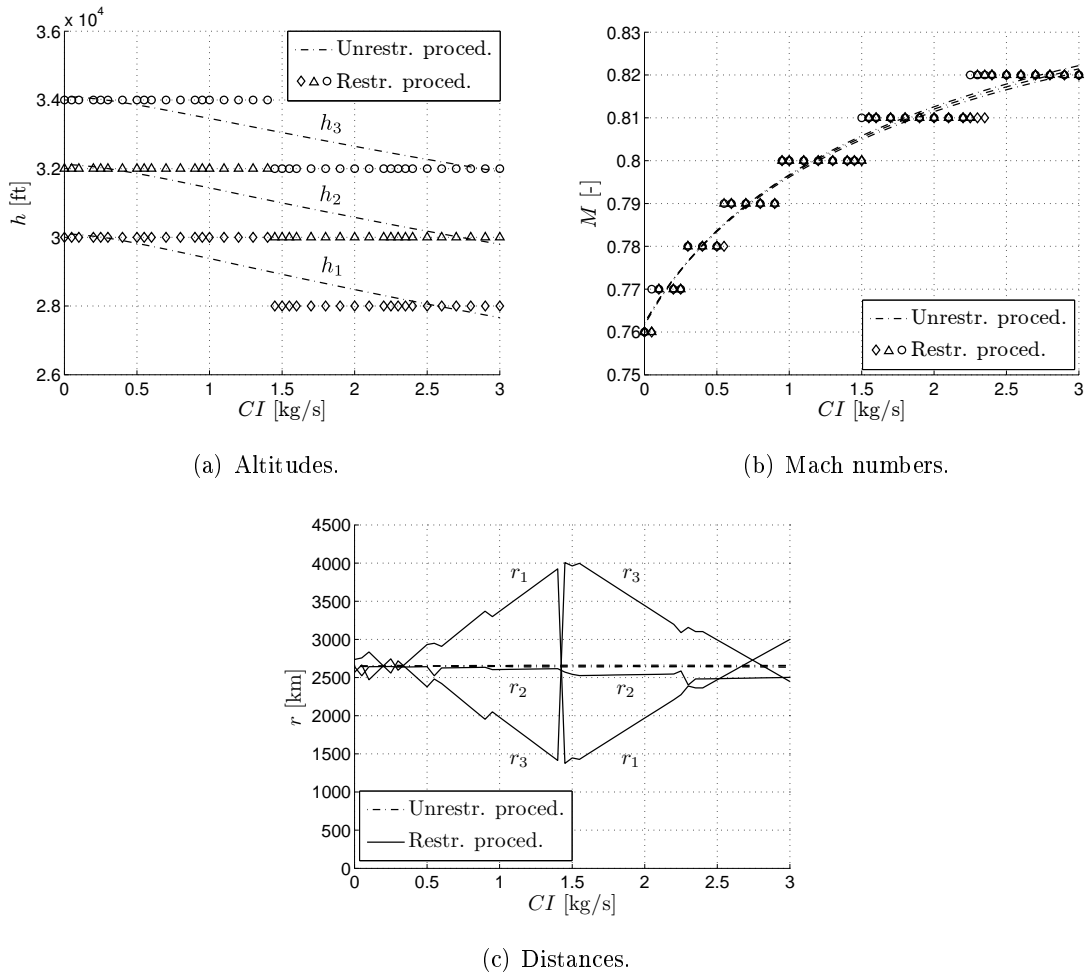 x 10⁴
3.6
3.4
3.2
3.0
2.8
2.6
h [ft]
Unrestr. proced.
Restr. proced.
h₃
h₂
h₁
0 0.5 1 1.5 2 2.5 3
CI [kg/s]
(a) Altitudes.
0.83
0.82
0.81
0.8
0.79
0.78
0.77
0.76
0.75
M [-]
Unrestr. proced.
Restr. proced.
0 0.5 1 1.5 2 2.5 3
CI [kg/s]
(b) Mach numbers.
4500
4000
3500
3000
2500
2000
1500
1000
500
0
r [km]
r₁ r₃
r₂ r₂
r₃ r₁
Unrestr. proced.
Restr. proced.
0 0.5 1 1.5 2 2.5 3
CI [kg/s]
(c) Distances.